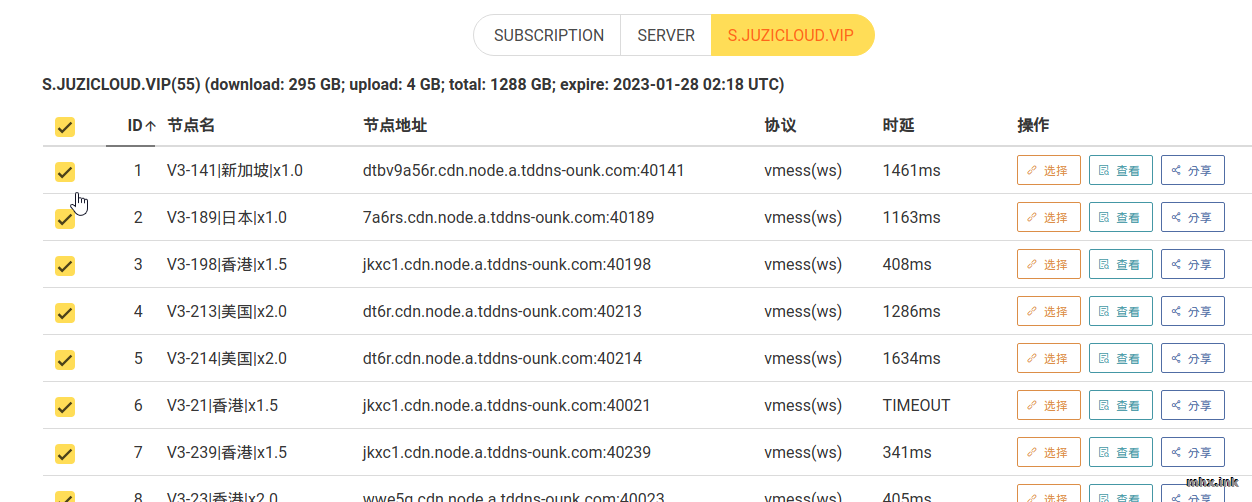 SUBSCRIPTION SERVER S.JUZICLOUD.VIP
S.JUZICLOUD.VIP(55) (download: 295 GB; upload: 4 GB; total: 1288 GB; expire: 2023-01-28 02:18 UTC)
ID 节点名 节点地址 协议 时延 操作
1 V3-141|新加坡|x1.0 dtbv9a56r.cdn.node.a.tddns-ounk.com:40141 vmess(ws) 1461ms 选择 查看 分享
2 V3-189|日本|x1.0 7a6rs.cdn.node.a.tddns-ounk.com:40189 vmess(ws) 1163ms 选择 查看 分享
3 V3-198|香港|x1.5 jkxc1.cdn.node.a.tddns-ounk.com:40198 vmess(ws) 408ms 选择 查看 分享
4 V3-213|美国|x2.0 dt6r.cdn.node.a.tddns-ounk.com:40213 vmess(ws) 1286ms 选择 查看 分享
5 V3-214|美国|x2.0 dt6r.cdn.node.a.tddns-ounk.com:40214 vmess(ws) 1634ms 选择 查看 分享
6 V3-21|香港|x1.5 jkxc1.cdn.node.a.tddns-ounk.com:40021 vmess(ws) TIMEOUT 选择 查看 分享
7 V3-239|香港|x1.5 jkxc1.cdn.node.a.tddns-ounk.com:40239 vmess(ws) 341ms 选择 查看 分享
8 V3-23|香港|x2.0 wwe5g.cdn.node.a.tddns-ounk.com:40023 vmess(ws) 405ms 选择 查看 分享
mhx.ink